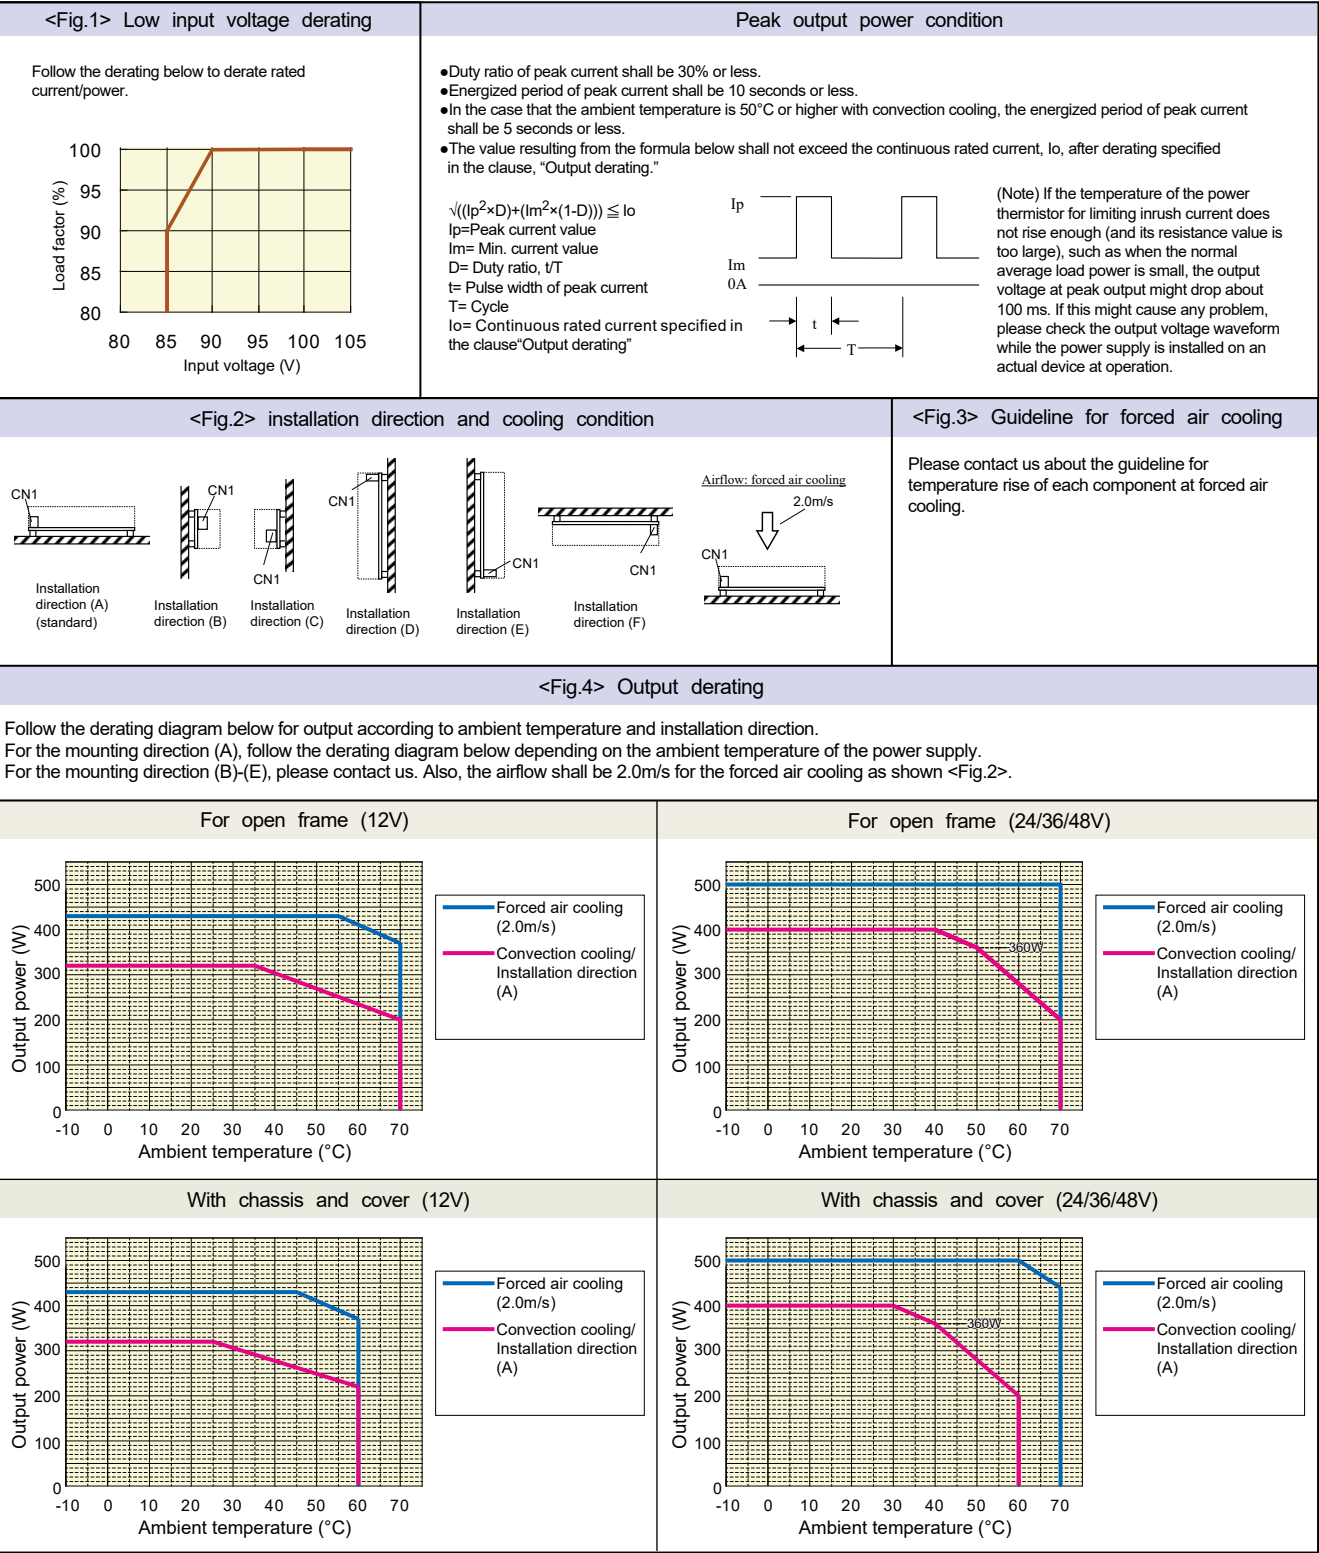 <Fig.1> Low input voltage derating
Follow the derating below to derate rated
current/power.
100
95
90
85
80
Load factor (%)
80 85 90 95 100 105
Input voltage (V)
Peak output power condition
●Duty ratio of peak current shall be 30% or less.
●Energized period of peak current shall be 10 seconds or less.
●In the case that the ambient temperature is 50°C or higher with convection cooling, the energized period of peak current
shall be 5 seconds or less.
●The value resulting from the formula below shall not exceed the continuous rated current, Io, after derating specified
in the clause, “Output derating.”
√((Ip²×D)+(Im²×(1-D))) ≦ Io
Ip=Peak current value
Im= Min. current value
D= Duty ratio, t/T
t= Pulse width of peak current
T= Cycle
Io= Continuous rated current specified in
the clause“Output derating”
Ip
Im
0A
t
T
(Note) If the temperature of the power
thermistor for limiting inrush current does
not rise enough (and its resistance value is
too large), such as when the normal
average load power is small, the output
voltage at peak output might drop about
100 ms. If this might cause any problem,
please check the output voltage waveform
while the power supply is installed on an
actual device at operation.
<Fig.2> installation direction and cooling condition
CN1
Installation
direction (A)
(standard)
CN1
Installation
direction (B)
CN1
Installation
direction (C)
CN1
Installation
direction (D)
CN1
Installation
direction (E)
CN1
Installation
direction (F)
Airflow: forced air cooling
2.0m/s
CN1
<Fig.3> Guideline for forced air cooling
Please contact us about the guideline for
temperature rise of each component at forced air
cooling.
<Fig.4> Output derating
Follow the derating diagram below for output according to ambient temperature and installation direction.
For the mounting direction (A), follow the derating diagram below depending on the ambient temperature of the power supply.
For the mounting direction (B)-(E), please contact us. Also, the airflow shall be 2.0m/s for the forced air cooling as shown <Fig.2>.
For open frame (12V)
500
400
300
200
100
0
Output power (W)
-10 0 10 20 30 40 50 60 70
Ambient temperature (°C)
Forced air cooling
(2.0m/s)
Convection cooling/
Installation direction
(A)
For open frame (24/36/48V)
500
400
300
200
100
0
Output power (W)
360W
-10 0 10 20 30 40 50 60 70
Ambient temperature (°C)
Forced air cooling
(2.0m/s)
Convection cooling/
Installation direction
(A)
With chassis and cover (12V)
500
400
300
200
100
0
Output power (W)
-10 0 10 20 30 40 50 60 70
Ambient temperature (°C)
Forced air cooling
(2.0m/s)
Convection cooling/
Installation direction
(A)
With chassis and cover (24/36/48V)
500
400
300
200
100
0
Output power (W)
360W
-10 0 10 20 30 40 50 60 70
Ambient temperature (°C)
Forced air cooling
(2.0m/s)
Convection cooling/
Installation direction
(A)